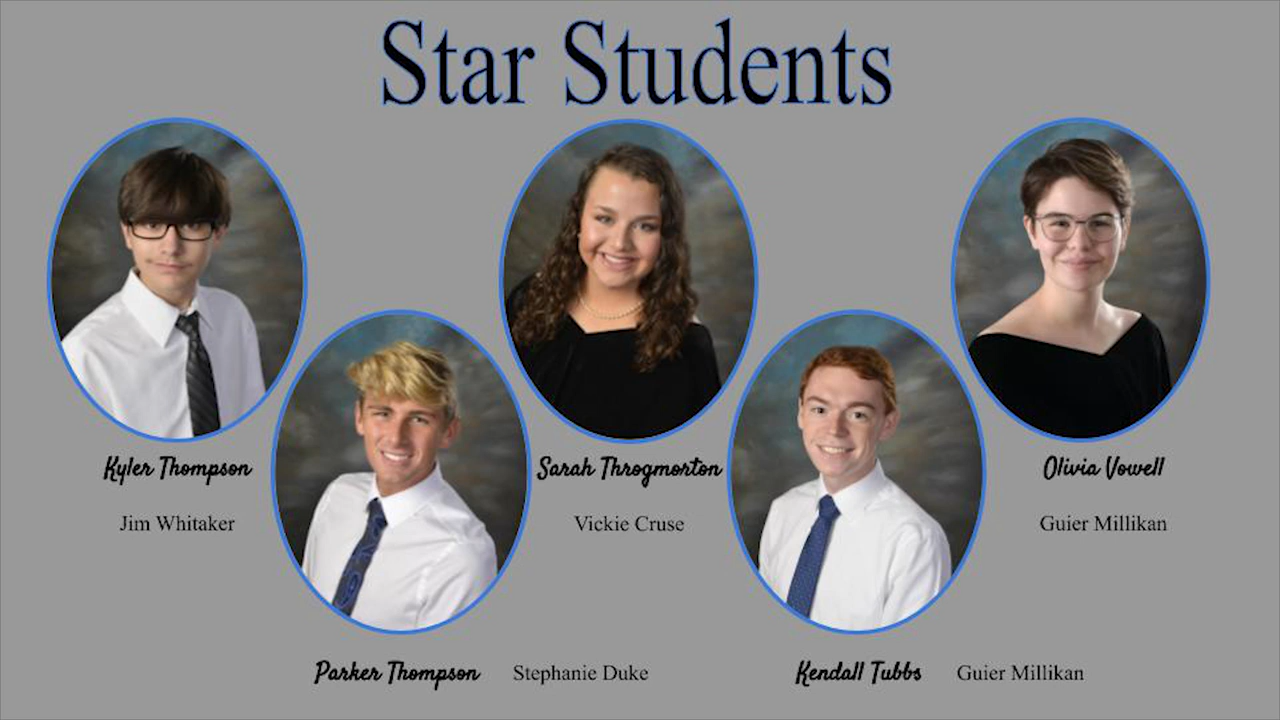 Star Students
Kyler Thompson
Jim Whitaker
Sarah Throgmorton
Vickie Cruse
Olivia Vowell
Guier Millikan
Parker Thompson
Stephanie Duke
Kendall Tubbs
Guier Millikan